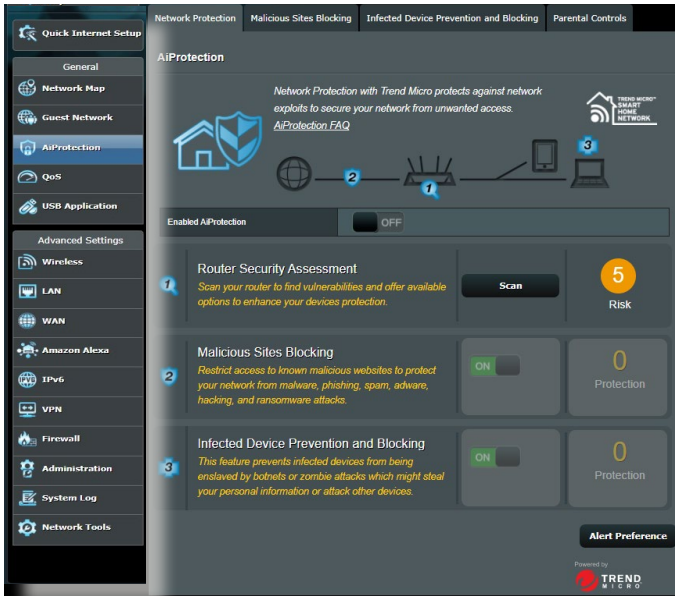 Quick Internet Setup
General
Network Map
Guest Network
AiProtection
QoS
USB Application
Advanced Settings
Wireless
LAN
WAN
Amazon Alexa
IPv6
VPN
Firewall
Administration
System Log
Network Tools
Network Protection
Malicious Sites Blocking
Infected Device Prevention and Blocking
Parental Controls
AiProtection
Network Protection with Trend Micro protects against network
exploits to secure your network from unwanted access.
AiProtection FAQ
TREND MICRO™
SMART
HOME
NETWORK
2
1
3
Enabled AiProtection
OFF
1
Router Security Assessment
Scan your router to find vulnerabilities and offer available
options to enhance your devices protection.
Scan
5
Risk
2
Malicious Sites Blocking
Restrict access to known malicious websites to protect
your network from malware, phishing, spam, adware,
hacking, and ransomware attacks.
ON
0
Protection
3
Infected Device Prevention and Blocking
This feature prevents infected devices from being
enslaved by botnets or zombie attacks which might steal
your personal information or attack other devices.
ON
0
Protection
Alert Preference
Powered by
TREND
MICRO